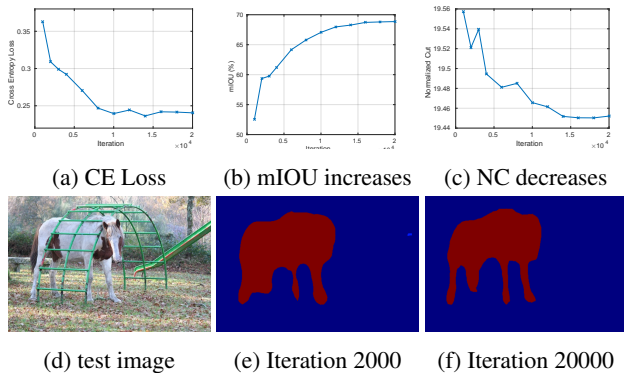 0.35
0.3
0.25
Cross Entropy Loss
0 0.5 1 1.5 2
Iteration
×10⁴
70
65
60
55
50
mIOU (%)
0 0.5 1 1.5 2
Iteration
×10⁴
19.56
19.54
19.52
19.5
19.48
19.46
19.44
Normalized Cut
0 0.5 1 1.5 2
Iteration
×10⁴
(a) CE Loss (b) mIOU increases (c) NC decreases
(d) test image (e) Iteration 2000 (f) Iteration 20000